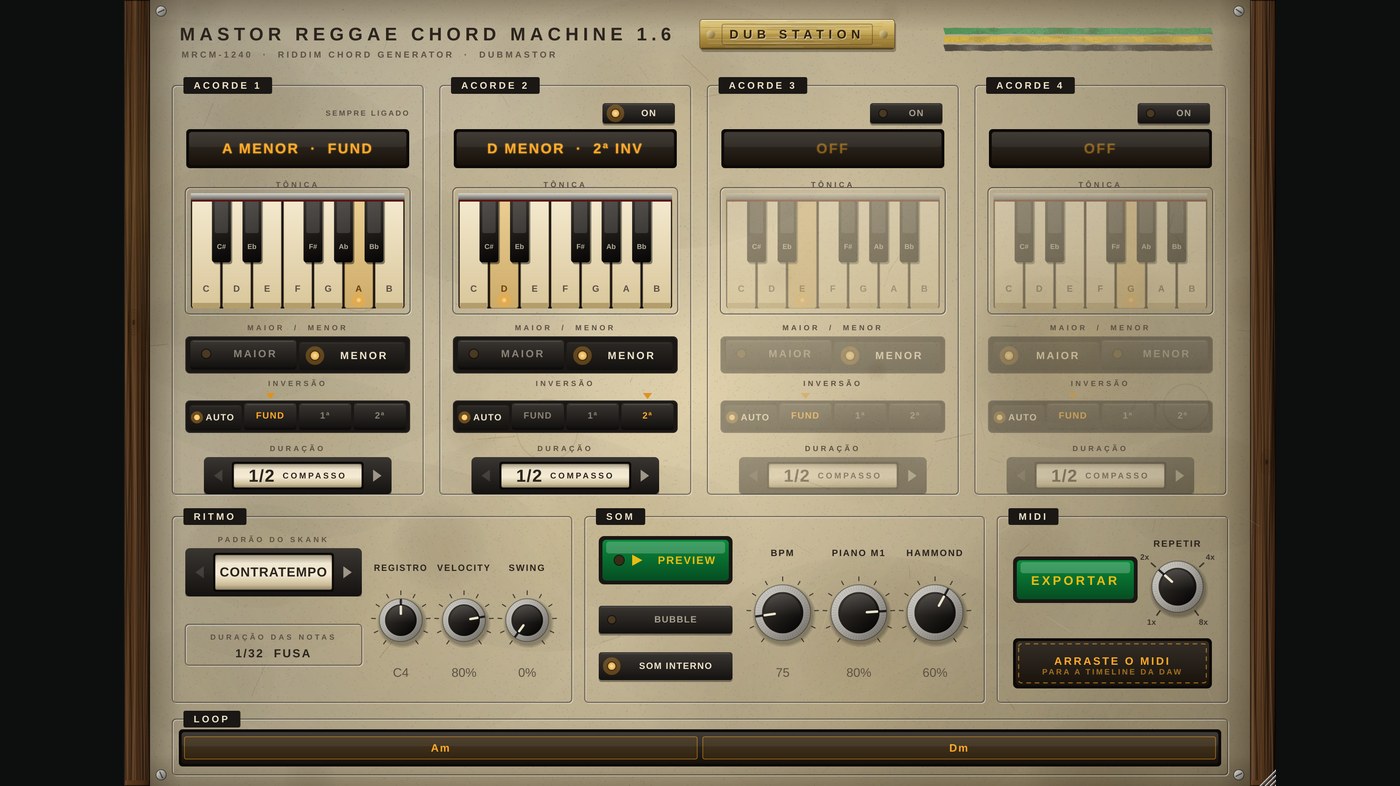 MASTOR REGGAE CHORD MACHINE 1.6
MRCM-1240 · RIDDIM CHORD GENERATOR · DUBMASTOR
DUB STATION
ACORDE 1
SEMPRE LIGADO
A MENOR · FUND
TÔNICA
C# Eb F# Ab Bb
C D E F G A B
MAIOR / MENOR
MAIOR MENOR
INVERSÃO
AUTO FUND 1ª 2ª
DURAÇÃO
1/2 COMPASSO
ACORDE 2
ON
D MENOR · 2ª INV
TÔNICA
C# Eb F# Ab Bb
C D E F G A B
MAIOR / MENOR
MAIOR MENOR
INVERSÃO
AUTO FUND 1ª 2ª
DURAÇÃO
1/2 COMPASSO
ACORDE 3
ON
OFF
TÔNICA
C# Eb F# Ab Bb
C D E F G A B
MAIOR / MENOR
MAIOR MENOR
INVERSÃO
AUTO FUND 1ª 2ª
DURAÇÃO
1/2 COMPASSO
ACORDE 4
ON
OFF
TÔNICA
C# Eb F# Ab Bb
C D E F G A B
MAIOR / MENOR
MAIOR MENOR
INVERSÃO
AUTO FUND 1ª 2ª
DURAÇÃO
1/2 COMPASSO
RITMO
PADRÃO DO SKANK
CONTRATEMPO
DURAÇÃO DAS NOTAS
1/32 FUSA
REGISTRO VELOCITY SWING
C4 80% 0%
SOM
PREVIEW
BUBBLE
SOM INTERNO
BPM PIANO M1 HAMMOND
75 80% 60%
MIDI
EXPORTAR
REPETIR
2x 4x
1x 8x
ARRASTE O MIDI
PARA A TIMELINE DA DAW
LOOP
Am Dm